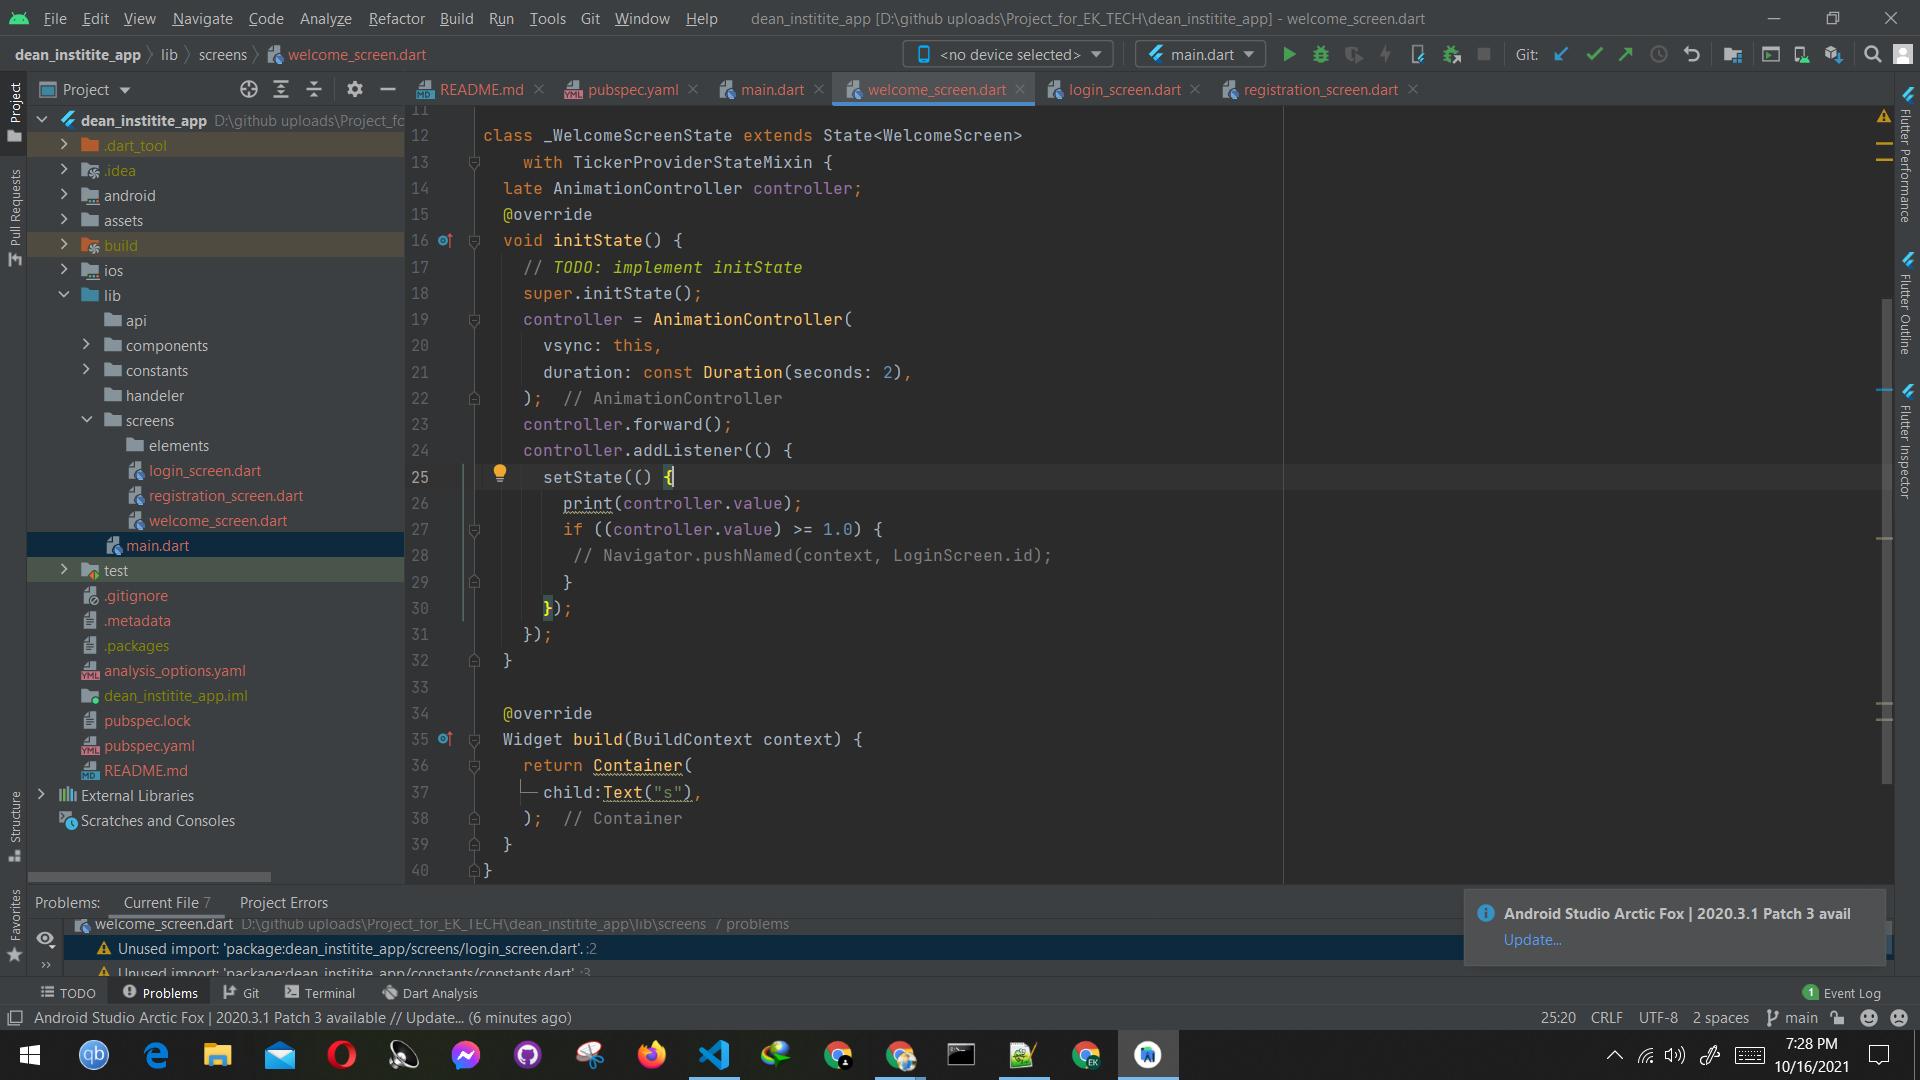 File Edit View Navigate Code Analyze Refactor Build Run Tools Git Window Help dean_institite_app [D:\github uploads\Project_for_EK_TECH\dean_institite_app] - welcome_screen.dart
dean_institite_app lib screens welcome_screen.dart <no device selected> main.dart Git:
Project README.md pubspec.yaml main.dart welcome_screen.dart login_screen.dart registration_screen.dart
Project
Pull Requests
Structure
Favorites
dean_institite_app D:\github uploads\Project_fo
.dart_tool
.idea
android
assets
build
ios
lib
api
components
constants
handeler
screens
elements
login_screen.dart
registration_screen.dart
welcome_screen.dart
main.dart
test
.gitignore
.metadata
.packages
analysis_options.yaml
dean_institite_app.iml
pubspec.lock
pubspec.yaml
README.md
External Libraries
Scratches and Consoles
11
12 class _WelcomeScreenState extends State<WelcomeScreen>
13 with TickerProviderStateMixin {
14 late AnimationController controller;
15 @override
16 void initState() {
17 // TODO: implement initState
18 super.initState();
19 controller = AnimationController(
20 vsync: this,
21 duration: const Duration(seconds: 2),
22 ); // AnimationController
23 controller.forward();
24 controller.addListener(() {
25 setState(() {
26 print(controller.value);
27 if ((controller.value) >= 1.0) {
28 // Navigator.pushNamed(context, LoginScreen.id);
29 }
30 });
31 });
32 }
33
34 @override
35 Widget build(BuildContext context) {
36 return Container(
37 child:Text("s"),
38 ); // Container
39 }
40 }
Flutter Performance
Flutter Outline
Flutter Inspector
Problems: Current File 7 Project Errors
welcome_screen.dart D:\github uploads\Project_for_EK_TECH\dean_institite_app\lib\screens 7 problems
Unused import: 'package:dean_institite_app/screens/login_screen.dart'. :2
Unused import: 'package:dean_institite_app/constants/constants.dart'. :3
Android Studio Arctic Fox | 2020.3.1 Patch 3 avail
Update...
TODO Problems Git Terminal Dart Analysis 1 Event Log
Android Studio Arctic Fox | 2020.3.1 Patch 3 available // Update... (6 minutes ago) 25:20 CRLF UTF-8 2 spaces main
qb EK 7:28 PM
10/16/2021